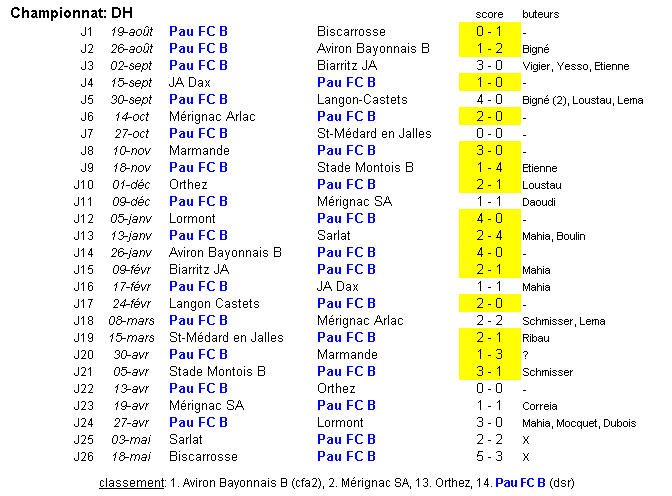 Championnat: DH score buteurs
J1 19-août Pau FC B Biscarrosse 0 - 1 -
J2 26-août Pau FC B Aviron Bayonnais B 1 - 2 Bigné
J3 02-sept Pau FC B Biarritz JA 3 - 0 Vigier, Yesso, Etienne
J4 15-sept JA Dax Pau FC B 1 - 0 -
J5 30-sept Pau FC B Langon-Castets 4 - 0 Bigné (2), Loustau, Lema
J6 14-oct Mérignac Arlac Pau FC B 2 - 0 -
J7 27-oct Pau FC B St-Médard en Jalles 0 - 0 -
J8 10-nov Marmande Pau FC B 3 - 0 -
J9 18-nov Pau FC B Stade Montois B 1 - 4 Etienne
J10 01-déc Orthez Pau FC B 2 - 1 Loustau
J11 09-déc Pau FC B Mérignac SA 1 - 1 Daoudi
J12 05-janv Lormont Pau FC B 4 - 0 -
J13 13-janv Pau FC B Sarlat 2 - 4 Mahia, Boulin
J14 26-janv Aviron Bayonnais B Pau FC B 4 - 0 -
J15 09-févr Biarritz JA Pau FC B 2 - 1 Mahia
J16 17-févr Pau FC B JA Dax 1 - 1 Mahia
J17 24-févr Langon Castets Pau FC B 2 - 0 -
J18 08-mars Pau FC B Mérignac Arlac 2 - 2 Schmisser, Lema
J19 15-mars St-Médard en Jalles Pau FC B 2 - 1 Ribau
J20 30-avr Pau FC B Marmande 1 - 3 ?
J21 05-avr Stade Montois B Pau FC B 3 - 1 Schmisser
J22 13-avr Pau FC B Orthez 0 - 0 -
J23 19-avr Mérignac SA Pau FC B 1 - 1 Correia
J24 27-avr Pau FC B Lormont 3 - 0 Mahia, Mocquet, Dubois
J25 03-mai Sarlat Pau FC B 2 - 2 X
J26 18-mai Biscarrosse Pau FC B 5 - 3 X
classement: 1. Aviron Bayonnais B (cfa2), 2. Mérignac SA, 13. Orthez, 14. Pau FC B (dsr)